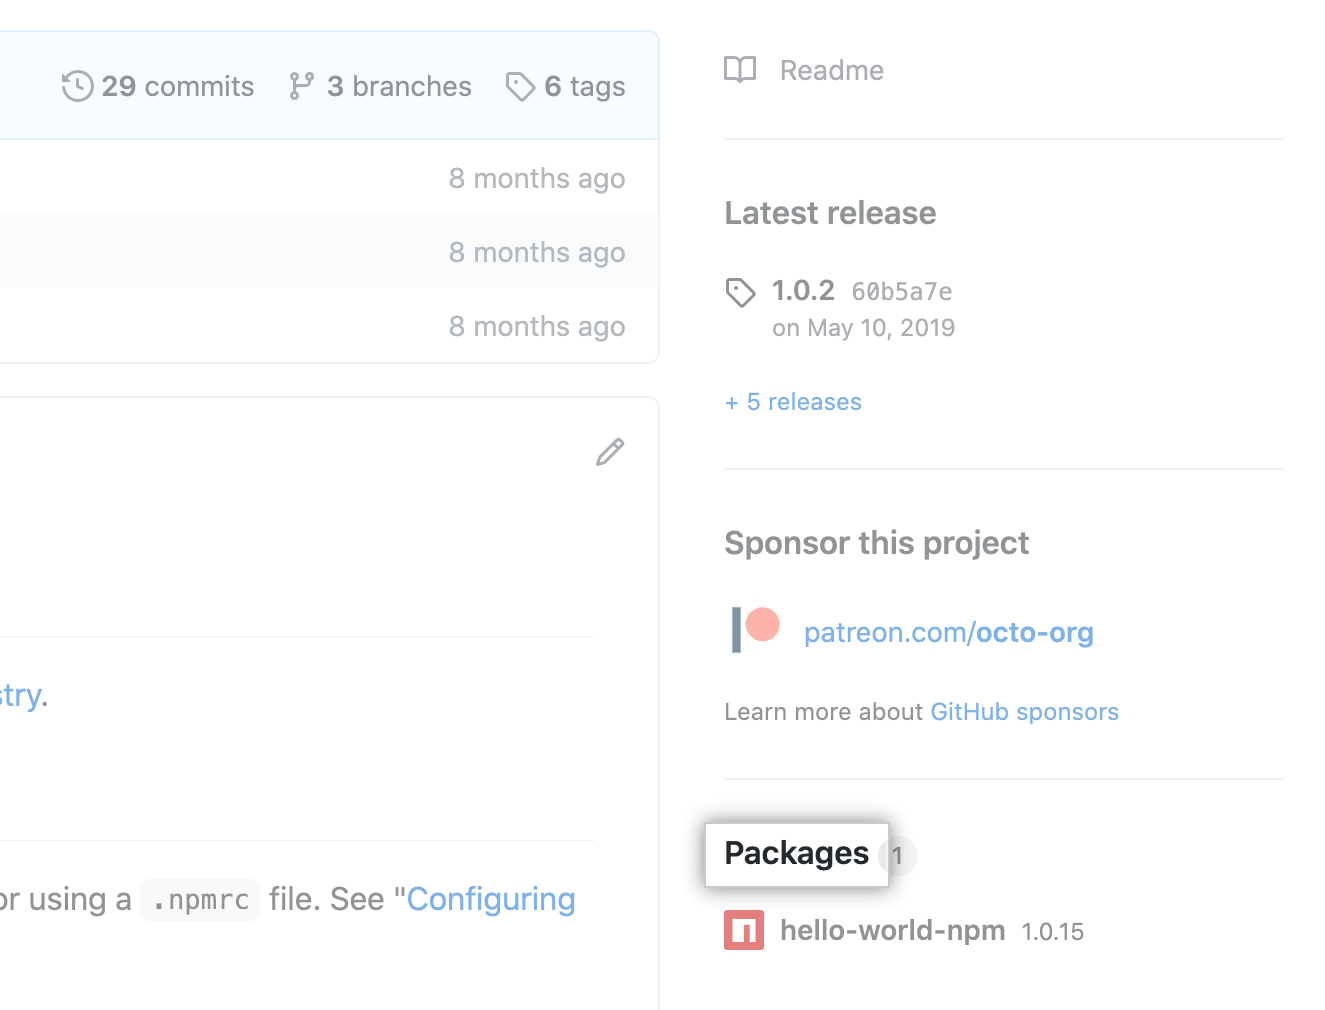 29 commits 3 branches 6 tags
8 months ago
8 months ago
8 months ago
stry.
or using a .npmrc file. See "Configuring
Readme
Latest release
1.0.2 60b5a7e
on May 10, 2019
+ 5 releases
Sponsor this project
patreon.com/octo-org
Learn more about GitHub sponsors
Packages 1
hello-world-npm 1.0.15